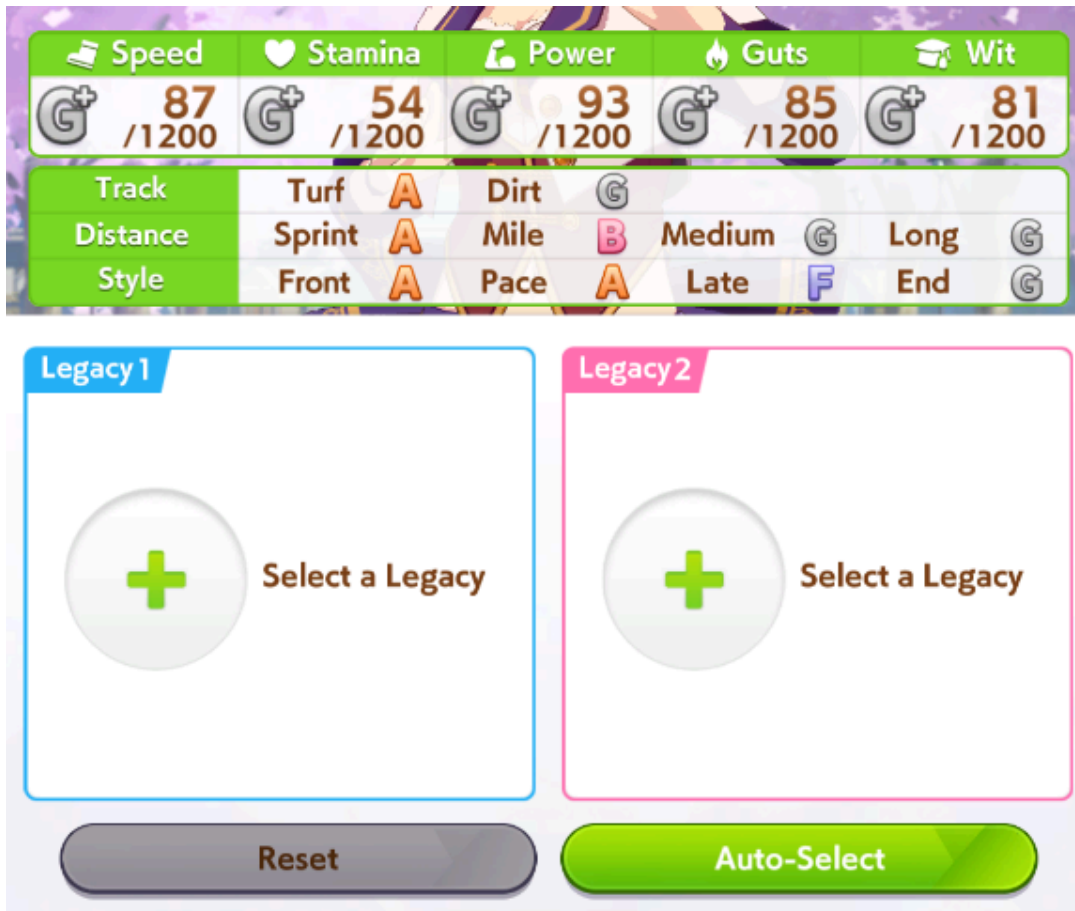 Speed Stamina Power Guts Wit
G+ 87 G+ 54 G+ 93 G+ 85 G+ 81
/1200 /1200 /1200 /1200 /1200
Track Turf A Dirt G
Distance Sprint A Mile B Medium G Long G
Style Front A Pace A Late F End G
Legacy 1 Legacy 2
Select a Legacy Select a Legacy
Reset Auto-Select